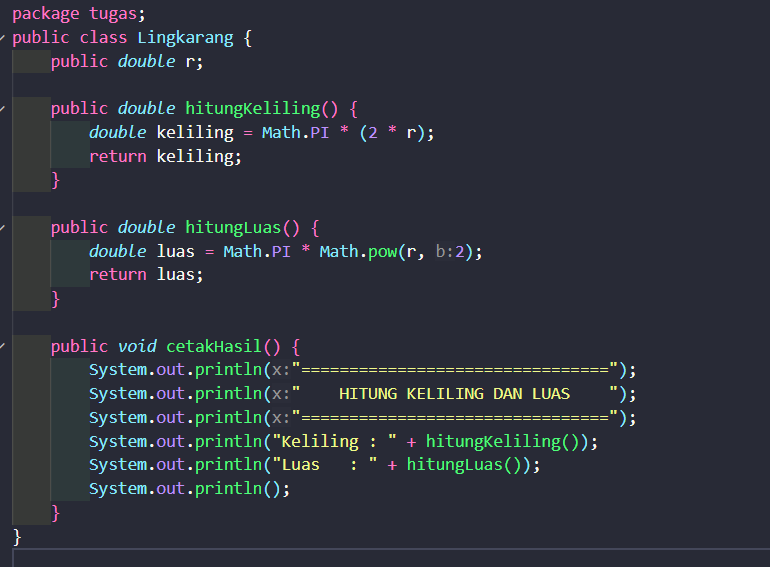 package tugas;
public class Lingkarang {
    public double r;

    public double hitungKeliling() {
        double keliling = Math.PI * (2 * r);
        return keliling;
    }

    public double hitungLuas() {
        double luas = Math.PI * Math.pow(r, b:2);
        return luas;
    }

    public void cetakHasil() {
        System.out.println(x:"================================");
        System.out.println(x:"    HITUNG KELILING DAN LUAS    ");
        System.out.println(x:"================================");
        System.out.println("Keliling : " + hitungKeliling());
        System.out.println("Luas   : " + hitungLuas());
        System.out.println();
    }
}